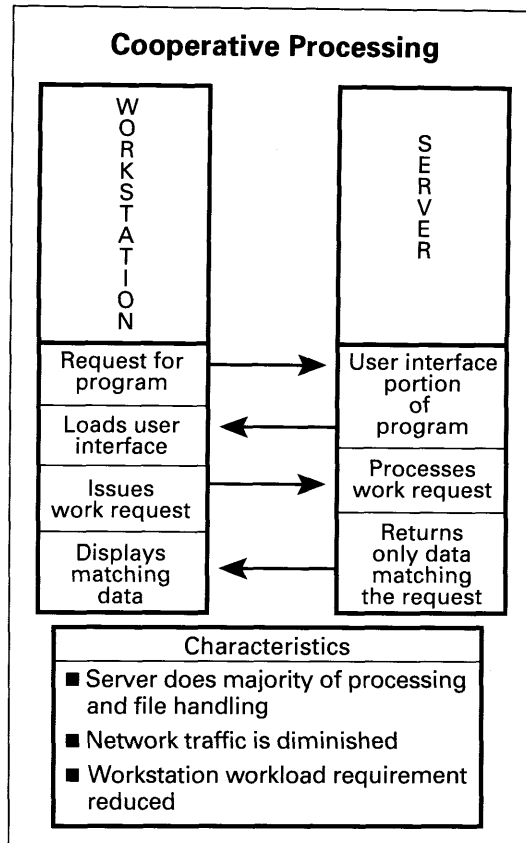 Cooperative Processing
WORKSTATION
SERVER
Request for
program
User interface
portion
of
program
Loads user
interface
Issues
work request
Processes
work request
Displays
matching
data
Returns
only data
matching
the request
Characteristics
■ Server does majority of processing
and file handling
■ Network traffic is diminished
■ Workstation workload requirement
reduced